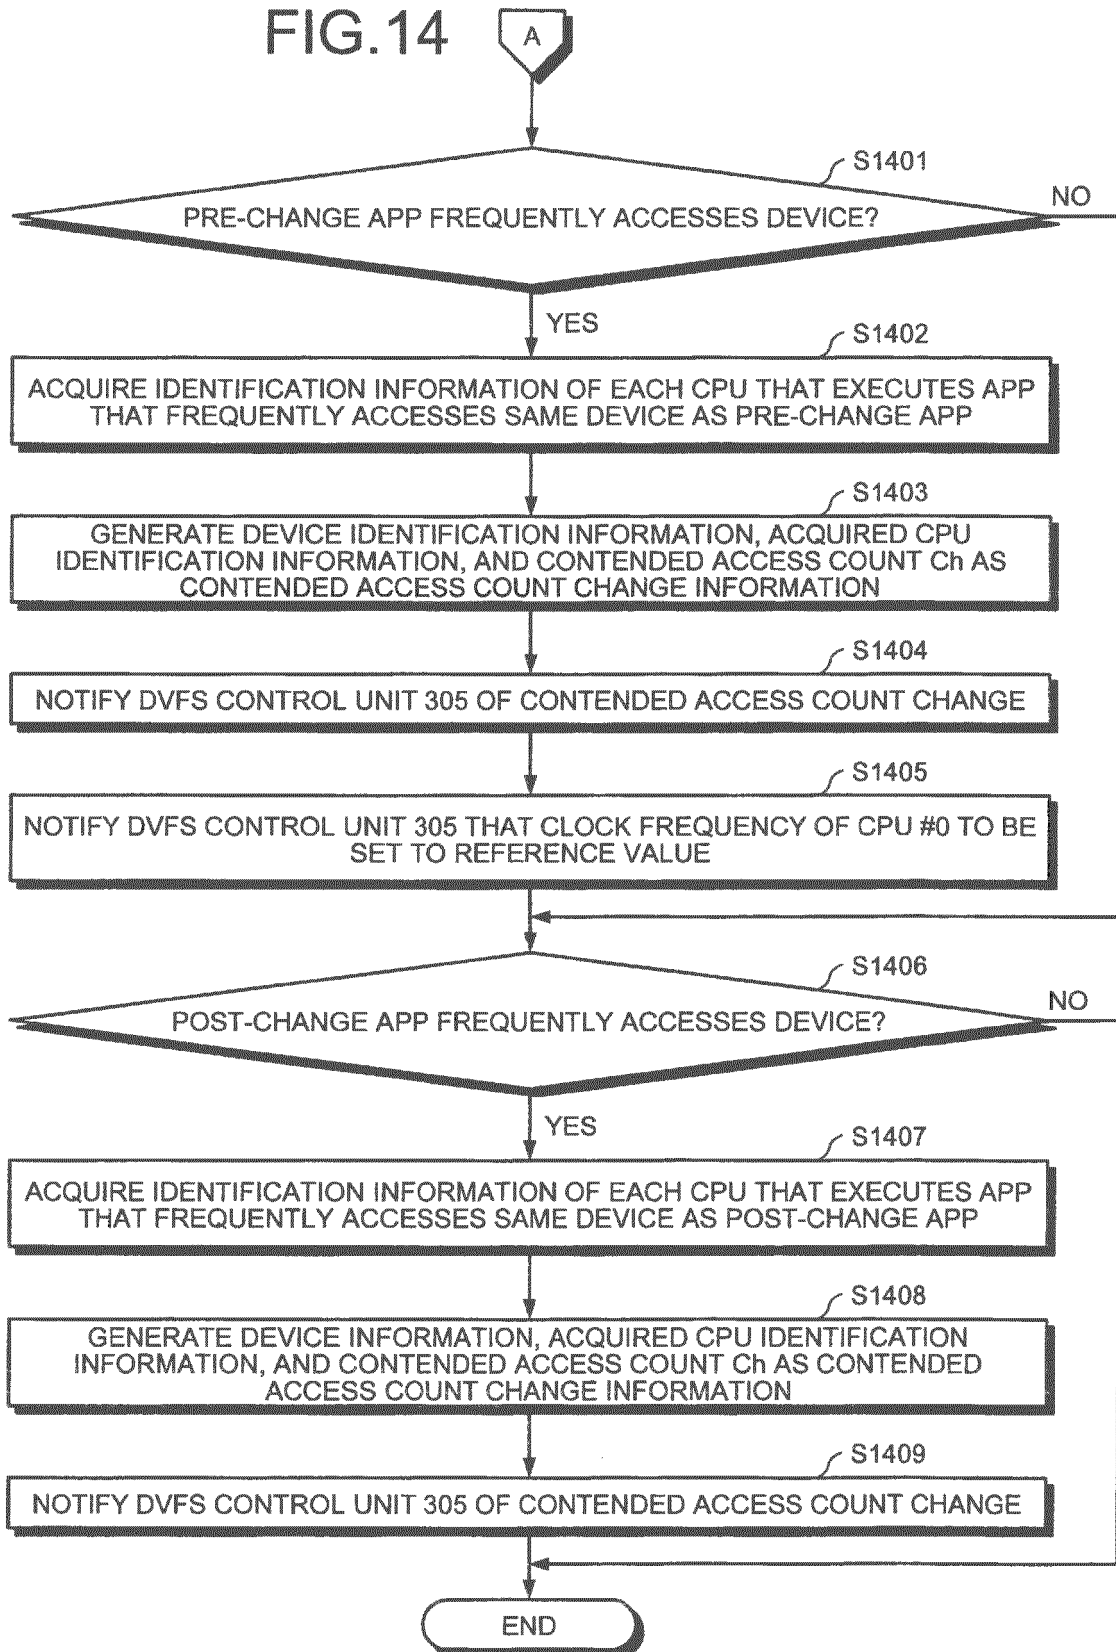 FIG.14
A
S1401
PRE-CHANGE APP FREQUENTLY ACCESSES DEVICE?
NO
YES
S1402
ACQUIRE IDENTIFICATION INFORMATION OF EACH CPU THAT EXECUTES APP
THAT FREQUENTLY ACCESSES SAME DEVICE AS PRE-CHANGE APP
S1403
GENERATE DEVICE IDENTIFICATION INFORMATION, ACQUIRED CPU
IDENTIFICATION INFORMATION, AND CONTENDED ACCESS COUNT Ch AS
CONTENDED ACCESS COUNT CHANGE INFORMATION
S1404
NOTIFY DVFS CONTROL UNIT 305 OF CONTENDED ACCESS COUNT CHANGE
S1405
NOTIFY DVFS CONTROL UNIT 305 THAT CLOCK FREQUENCY OF CPU #0 TO BE
SET TO REFERENCE VALUE
S1406
POST-CHANGE APP FREQUENTLY ACCESSES DEVICE?
NO
YES
S1407
ACQUIRE IDENTIFICATION INFORMATION OF EACH CPU THAT EXECUTES APP
THAT FREQUENTLY ACCESSES SAME DEVICE AS POST-CHANGE APP
S1408
GENERATE DEVICE INFORMATION, ACQUIRED CPU IDENTIFICATION
INFORMATION, AND CONTENDED ACCESS COUNT Ch AS CONTENDED
ACCESS COUNT CHANGE INFORMATION
S1409
NOTIFY DVFS CONTROL UNIT 305 OF CONTENDED ACCESS COUNT CHANGE
END